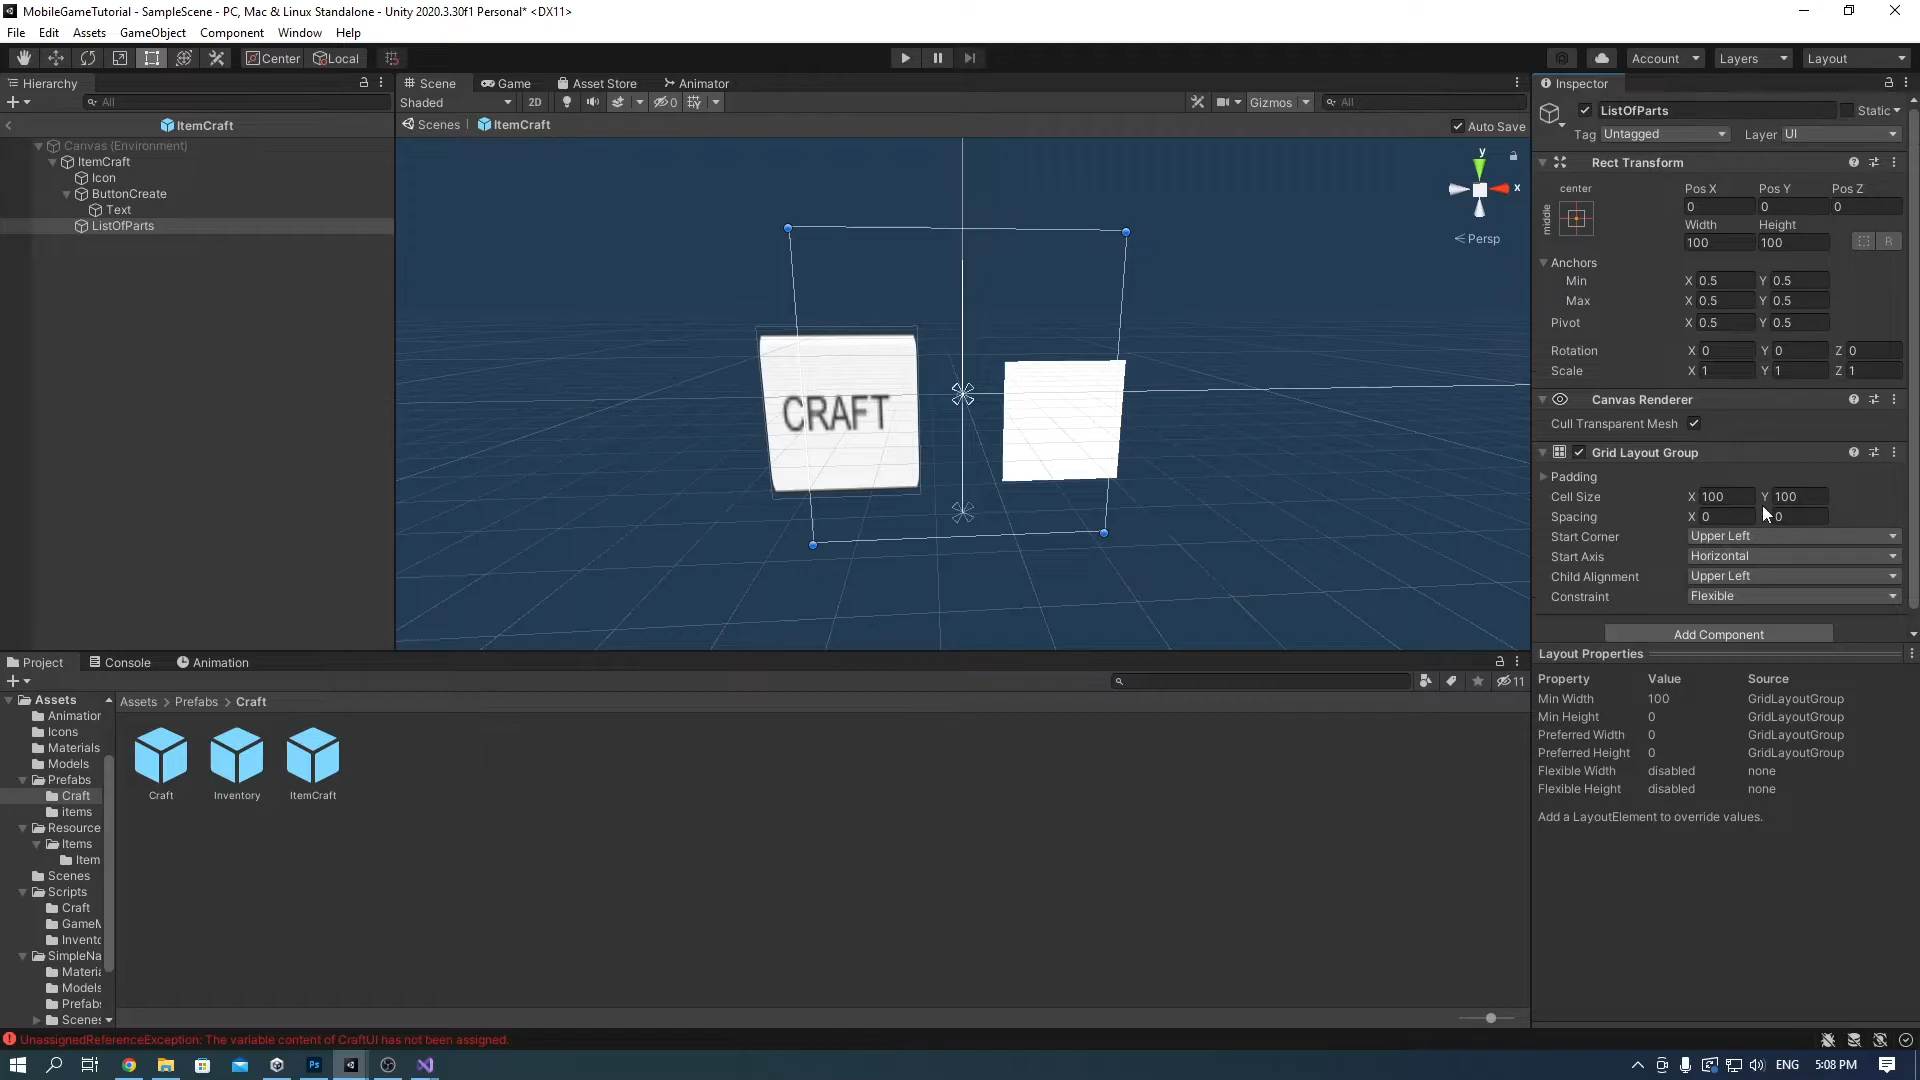 MobileGameTutorial - SampleScene - PC, Mac & Linux Standalone - Unity 2020.3.30f1 Personal* <DX11>
File Edit Assets GameObject Component Window Help
Center Local Account Layers Layout
Hierarchy
All
ItemCraft
Canvas (Environment)
ItemCraft
Icon
ButtonCreate
Text
ListOfParts
Scene Game Asset Store Animator
Shaded 2D 0 Gizmos All
Scenes ItemCraft Auto Save
y
x
Persp
CRAFT
Inspector
ListOfParts Static
Tag Untagged Layer UI
Rect Transform
center
middle
Pos X Pos Y Pos Z
0 0 0
Width Height
100 100 R
Anchors
Min X 0.5 Y 0.5
Max X 0.5 Y 0.5
Pivot X 0.5 Y 0.5
Rotation X 0 Y 0 Z 0
Scale X 1 Y 1 Z 1
Canvas Renderer
Cull Transparent Mesh
Grid Layout Group
Padding
Cell Size X 100 Y 100
Spacing X 0 0
Start Corner Upper Left
Start Axis Horizontal
Child Alignment Upper Left
Constraint Flexible
Add Component
Layout Properties
Property Value Source
Min Width 100 GridLayoutGroup
Min Height 0 GridLayoutGroup
Preferred Width 0 GridLayoutGroup
Preferred Height 0 GridLayoutGroup
Flexible Width disabled none
Flexible Height disabled none
Add a LayoutElement to override values.
Project Console Animation
11
Assets
Animation
Icons
Materials
Models
Prefabs
Craft
items
Resource
Items
Item
Scenes
Scripts
Craft
GameM
Invento
SimpleNa
Materia
Models
Prefabs
Scenes
Assets > Prefabs > Craft
Craft Inventory ItemCraft
UnassignedReferenceException: The variable content of CraftUI has not been assigned.
Ps
ENG 5:08 PM